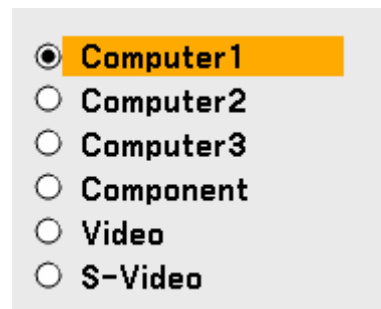 Computer1
Computer2
Computer3
Component
Video
S-Video